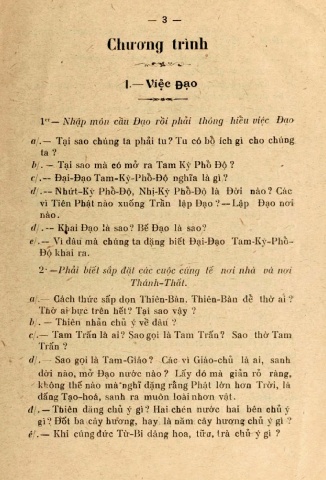 — 3 —
Chương trình
I.— Việc Đạo
1º— Nhập môn cầu Đạo rồi phải thông hiểu việc Đạo
a/.— Tại sao chúng ta phải tu? Tu có bổ ích gì cho chúng
ta?
b/.— Tại sao mà có mở ra Tam Kỳ Phổ Độ?
c/.— Đại-Đạo Tam-Kỳ-Phổ-Độ nghĩa là gì?
d/.— Nhứt-Kỳ Phổ-Độ, Nhị-Kỳ Phổ-Độ là Đời nào? Các
vì Tiên Phật nào xuống Trần lập Đạo?— Lập Đạo nơi
nào.
d/.— Khai Đạo là sao? Bế Đạo là sao?
e/.— Vì đâu mà chúng ta đặng biết Đại-Đạo Tam-Kỳ-Phổ-
Độ khai ra.
2·—Phải biết sắp đặt các cuộc cúng tế nơi nhà và nơi
Thánh-Thất.
a/.— Cách thức sắp dọn Thiên-Bàn, Thiên-Bàn để thờ ai?
Thờ ai bực trên hết? Tại sao vậy?
b/.— Thiên nhản chủ ý về đâu?
c/.— Tam Trấn là ai? Sao gọi là Tam Trấn? Sao thờ Tam
Trấn?
d/.— Sao gọi là Tam-Giáo? Các vì Giáo-chủ là ai, sanh
đời nào, mở Đạo nước nào? Lấy đó mà giản rỏ ràng,
không thể nào mà nghĩ đặng rằng Phật lớn hơn Trời, là
đấng Tạo-hoá, sanh ra muôn loài nhơn vật.
đ/.— Thiên đăng chủ ý gì? Hai chén nước hai bên chủ ý
gì? Đốt ba cây hương, hay là năm cây hương chủ ý gì?
ê/.— Khi cúng đức Từ-Bi dâng hoa, tữu, trà chủ ý gì?